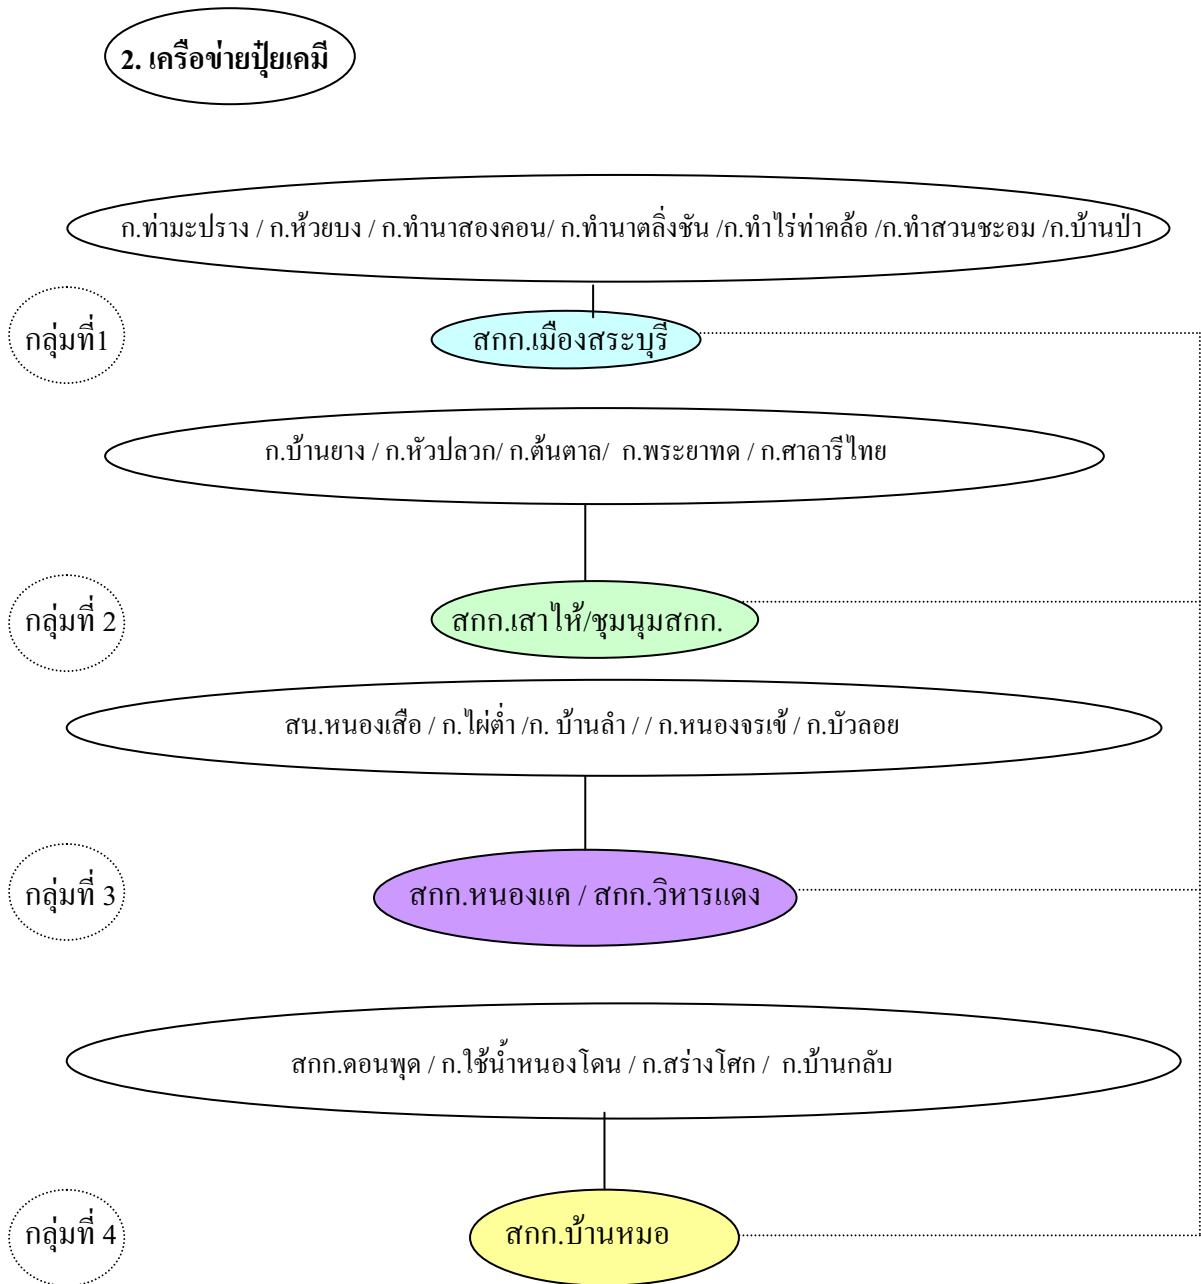 2. เครือข่ายปุ๋ยเคมี
ก.ท่ามะปราง / ก.ห้วยบง / ก.ทำนาสองคอน/ ก.ทำนาตลิ่งชัน /ก.ทำไร่ท่าคล้อ /ก.ทำสวนชะอม /ก.บ้านป่า
กลุ่มที่1
สกก.เมืองสระบุรี
ก.บ้านยาง / ก.หัวปลวก/ ก.ต้นตาล/ ก.พระยาทด / ก.ศาลารีไทย
กลุ่มที่ 2
สกก.เสาไห้/ชุมนุมสกก.
สน.หนองเสือ / ก.ไผ่ต่ำ /ก. บ้านลำ / / ก.หนองจรเข้ / ก.บัวลอย
กลุ่มที่ 3
สกก.หนองแค / สกก.วิหารแดง
สกก.ดอนพุด / ก.ใช้น้ำหนองโดน / ก.สร่างโศก / ก.บ้านกลับ
กลุ่มที่ 4
สกก.บ้านหมอ